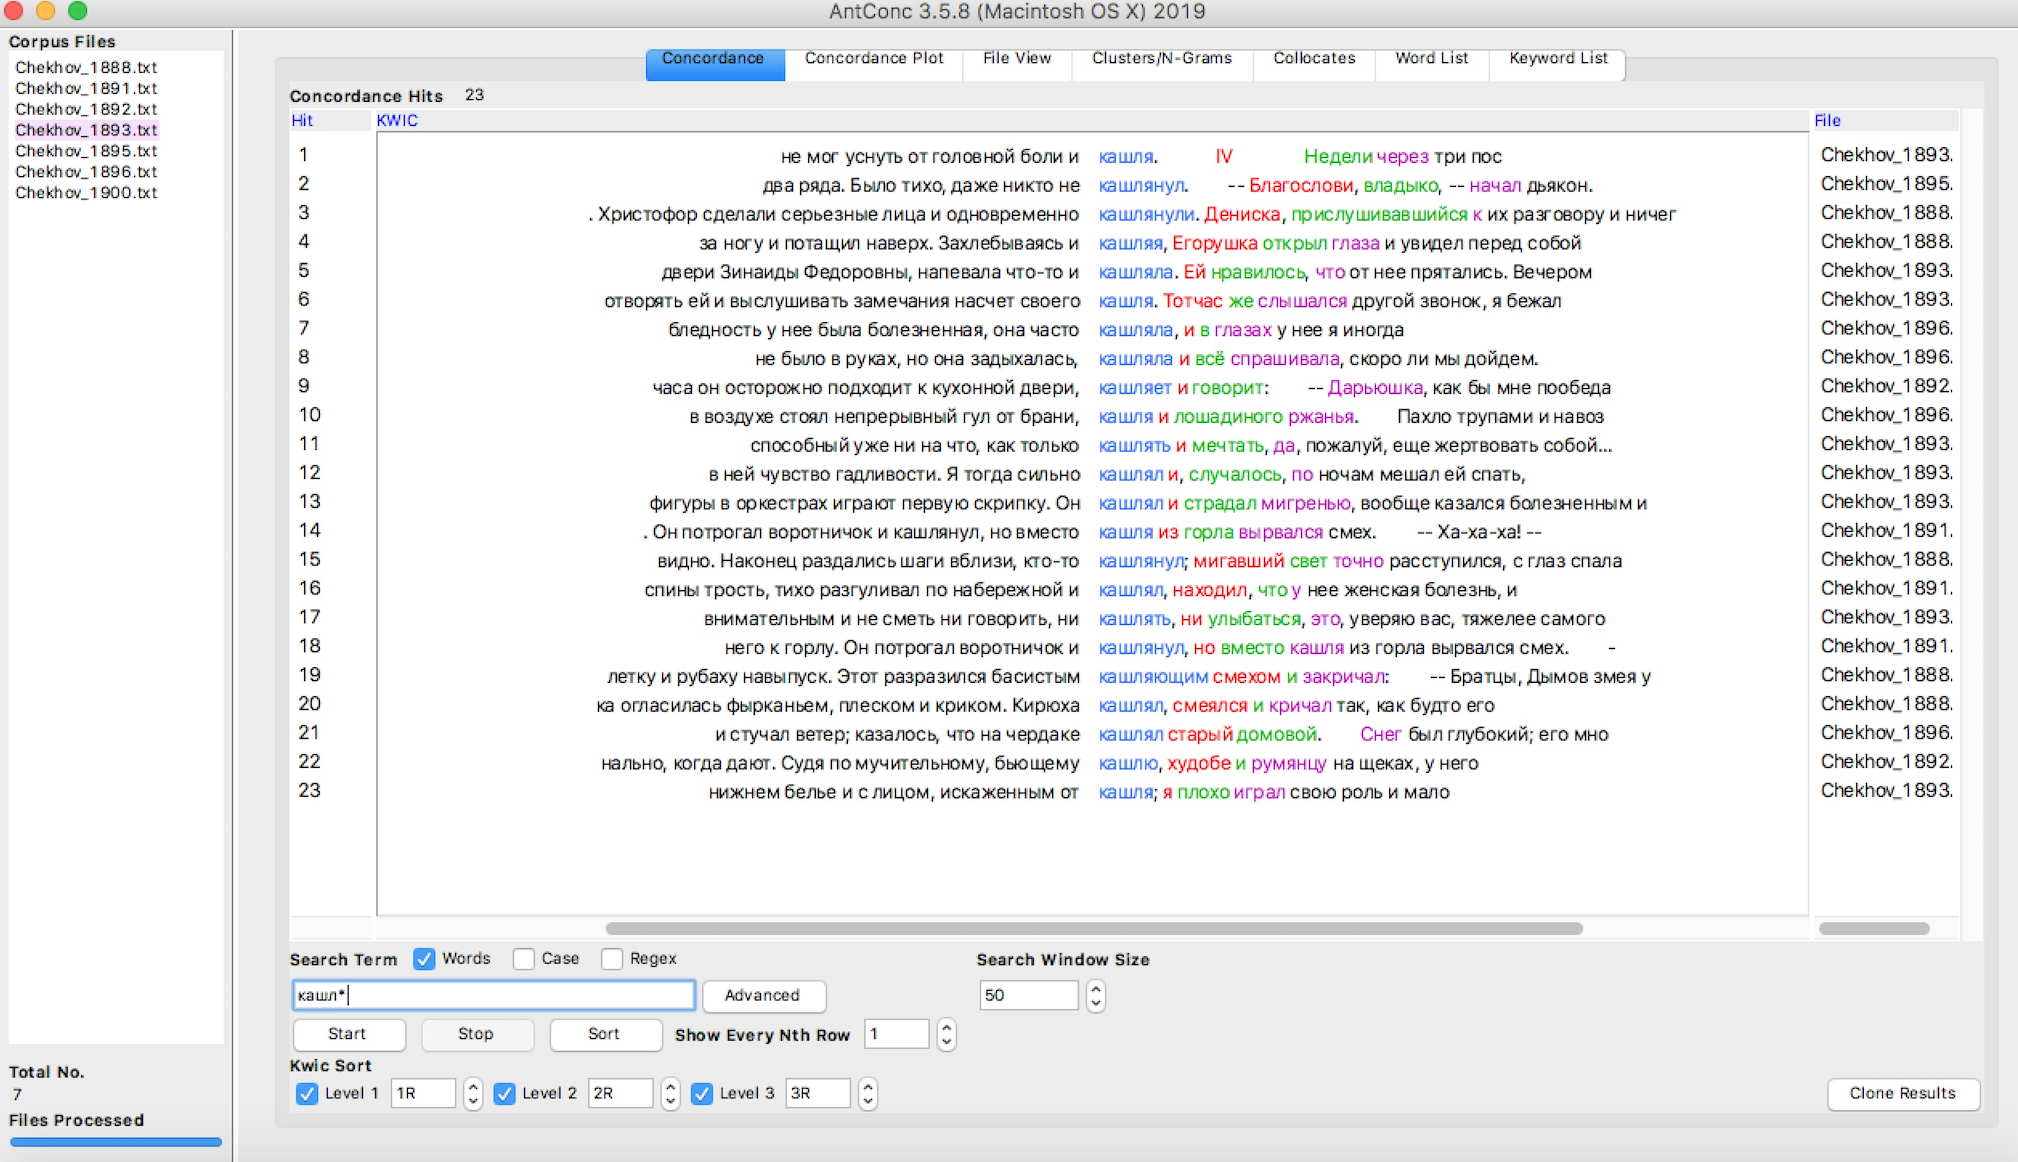 AntConc 3.5.8 (Macintosh OS X) 2019
Corpus Files
Chekhov_1888.txt
Chekhov_1891.txt
Chekhov_1892.txt
Chekhov_1893.txt
Chekhov_1895.txt
Chekhov_1896.txt
Chekhov_1900.txt
Total No.
7
Files Processed
Concordance Concordance Plot File View Clusters/N-Grams Collocates Word List Keyword List
Concordance Hits 23
Hit KWIC File
1 не мог уснуть от головной боли и кашля. IV Недели через три пос Chekhov_1893.
2 два ряда. Было тихо, даже никто не кашлянул. -- Благослови, владыко, -- начал дьякон. Chekhov_1895.
3 . Христофор сделали серьезные лица и одновременно кашлянули. Дениска, прислушивавшийся к их разговору и ничег Chekhov_1888.
4 за ногу и потащил наверх. Захлебываясь и кашляя, Егорушка открыл глаза и увидел перед собой Chekhov_1888.
5 двери Зинаиды Федоровны, напевала что-то и кашляла. Ей нравилось, что от нее прятались. Вечером Chekhov_1893.
6 отворять ей и выслушивать замечания насчет своего кашля. Тотчас же слышался другой звонок, я бежал Chekhov_1893.
7 бледность у нее была болезненная, она часто кашляла, и в глазах у нее я иногда Chekhov_1896.
8 не было в руках, но она задыхалась, кашляла и всё спрашивала, скоро ли мы дойдем. Chekhov_1896.
9 часа он осторожно подходит к кухонной двери, кашляет и говорит: -- Дарьюшка, как бы мне пообеда Chekhov_1892.
10 в воздухе стоял непрерывный гул от брани, кашля и лошадиного ржанья. Пахло трупами и навоз Chekhov_1896.
11 способный уже ни на что, как только кашлять и мечтать, да, пожалуй, еще жертвовать собой... Chekhov_1893.
12 в ней чувство гадливости. Я тогда сильно кашлял и, случалось, по ночам мешал ей спать, Chekhov_1893.
13 фигуры в оркестрах играют первую скрипку. Он кашлял и страдал мигренью, вообще казался болезненным и Chekhov_1893.
14 . Он потрогал воротничок и кашлянул, но вместо кашля из горла вырвался смех. -- Ха-ха-ха! -- Chekhov_1891.
15 видно. Наконец раздались шаги вблизи, кто-то кашлянул; мигавший свет точно расступился, с глаз спала Chekhov_1888.
16 спины трость, тихо разгуливал по набережной и кашлял, находил, что у нее женская болезнь, и Chekhov_1891.
17 внимательным и не сметь ни говорить, ни кашлять, ни улыбаться, это, уверяю вас, тяжелее самого Chekhov_1893.
18 него к горлу. Он потрогал воротничок и кашлянул, но вместо кашля из горла вырвался смех. - Chekhov_1891.
19 летку и рубаху навыпуск. Этот разразился басистым кашляющим смехом и закричал: -- Братцы, Дымов змея у Chekhov_1888.
20 ка огласилась фырканьем, плеском и криком. Кирюха кашлял, смеялся и кричал так, как будто его Chekhov_1888.
21 и стучал ветер; казалось, что на чердаке кашлял старый домовой. Снег был глубокий; его мно Chekhov_1896.
22 нально, когда дают. Судя по мучительному, бьющему кашлю, худобе и румянцу на щеках, у него Chekhov_1892.
23 нижнем белье и с лицом, искаженным от кашля; я плохо играл свою роль и мало Chekhov_1893.
Search Term Words Case Regex Search Window Size
кашл* Advanced 50
Start Stop Sort Show Every Nth Row 1
Kwic Sort
Level 1 1R Level 2 2R Level 3 3R Clone Results